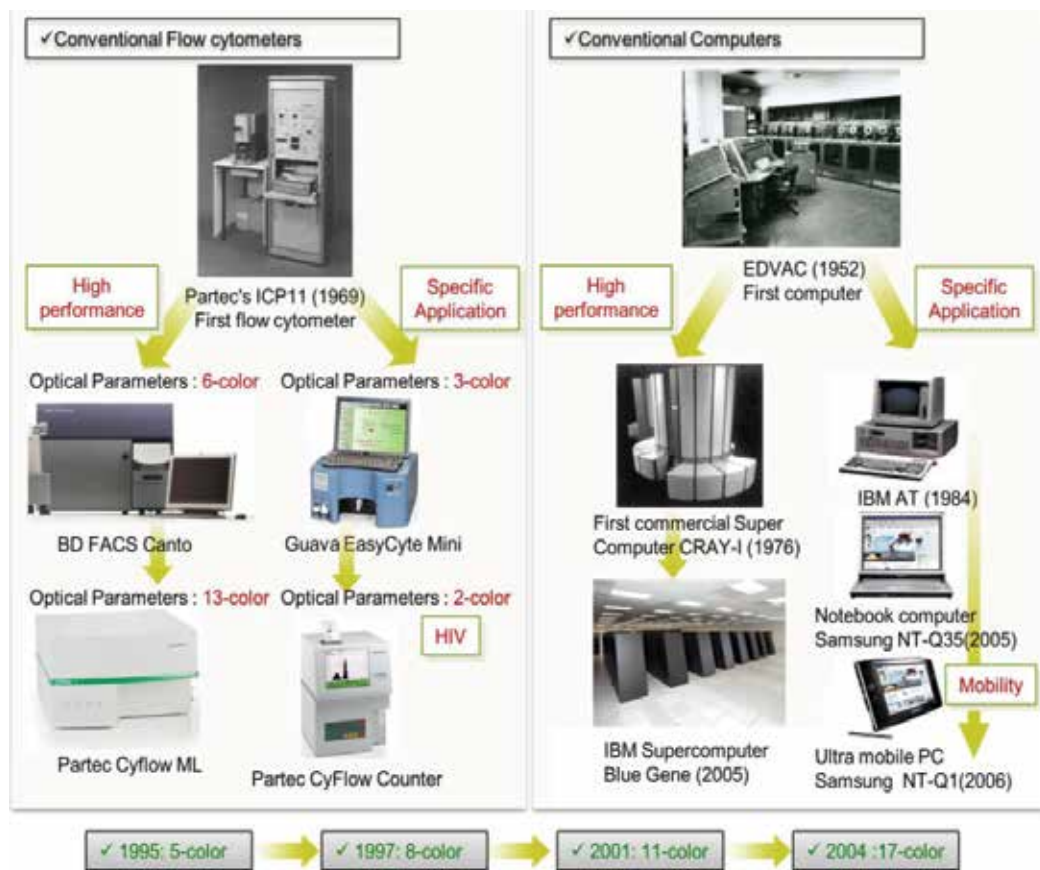 ✓Conventional Flow cytometers
High
performance
Partec's ICP11 (1969)
First flow cytometer
Specific
Application
Optical Parameters : 6-color
Optical Parameters : 3-color
BD FACS Canto
Guava EasyCyte Mini
Optical Parameters : 13-color
Optical Parameters : 2-color
HIV
Partec Cyflow ML
Partec CyFlow Counter
✓Conventional Computers
EDVAC (1952)
First computer
High
performance
Specific
Application
First commercial Super
Computer CRAY-I (1976)
IBM AT (1984)
Notebook computer
Samsung NT-Q35(2005)
Mobility
IBM Supercomputer
Blue Gene (2005)
Ultra mobile PC
Samsung NT-Q1(2006)
✓ 1995: 5-color
✓ 1997: 8-color
✓ 2001: 11-color
✓ 2004 :17-color